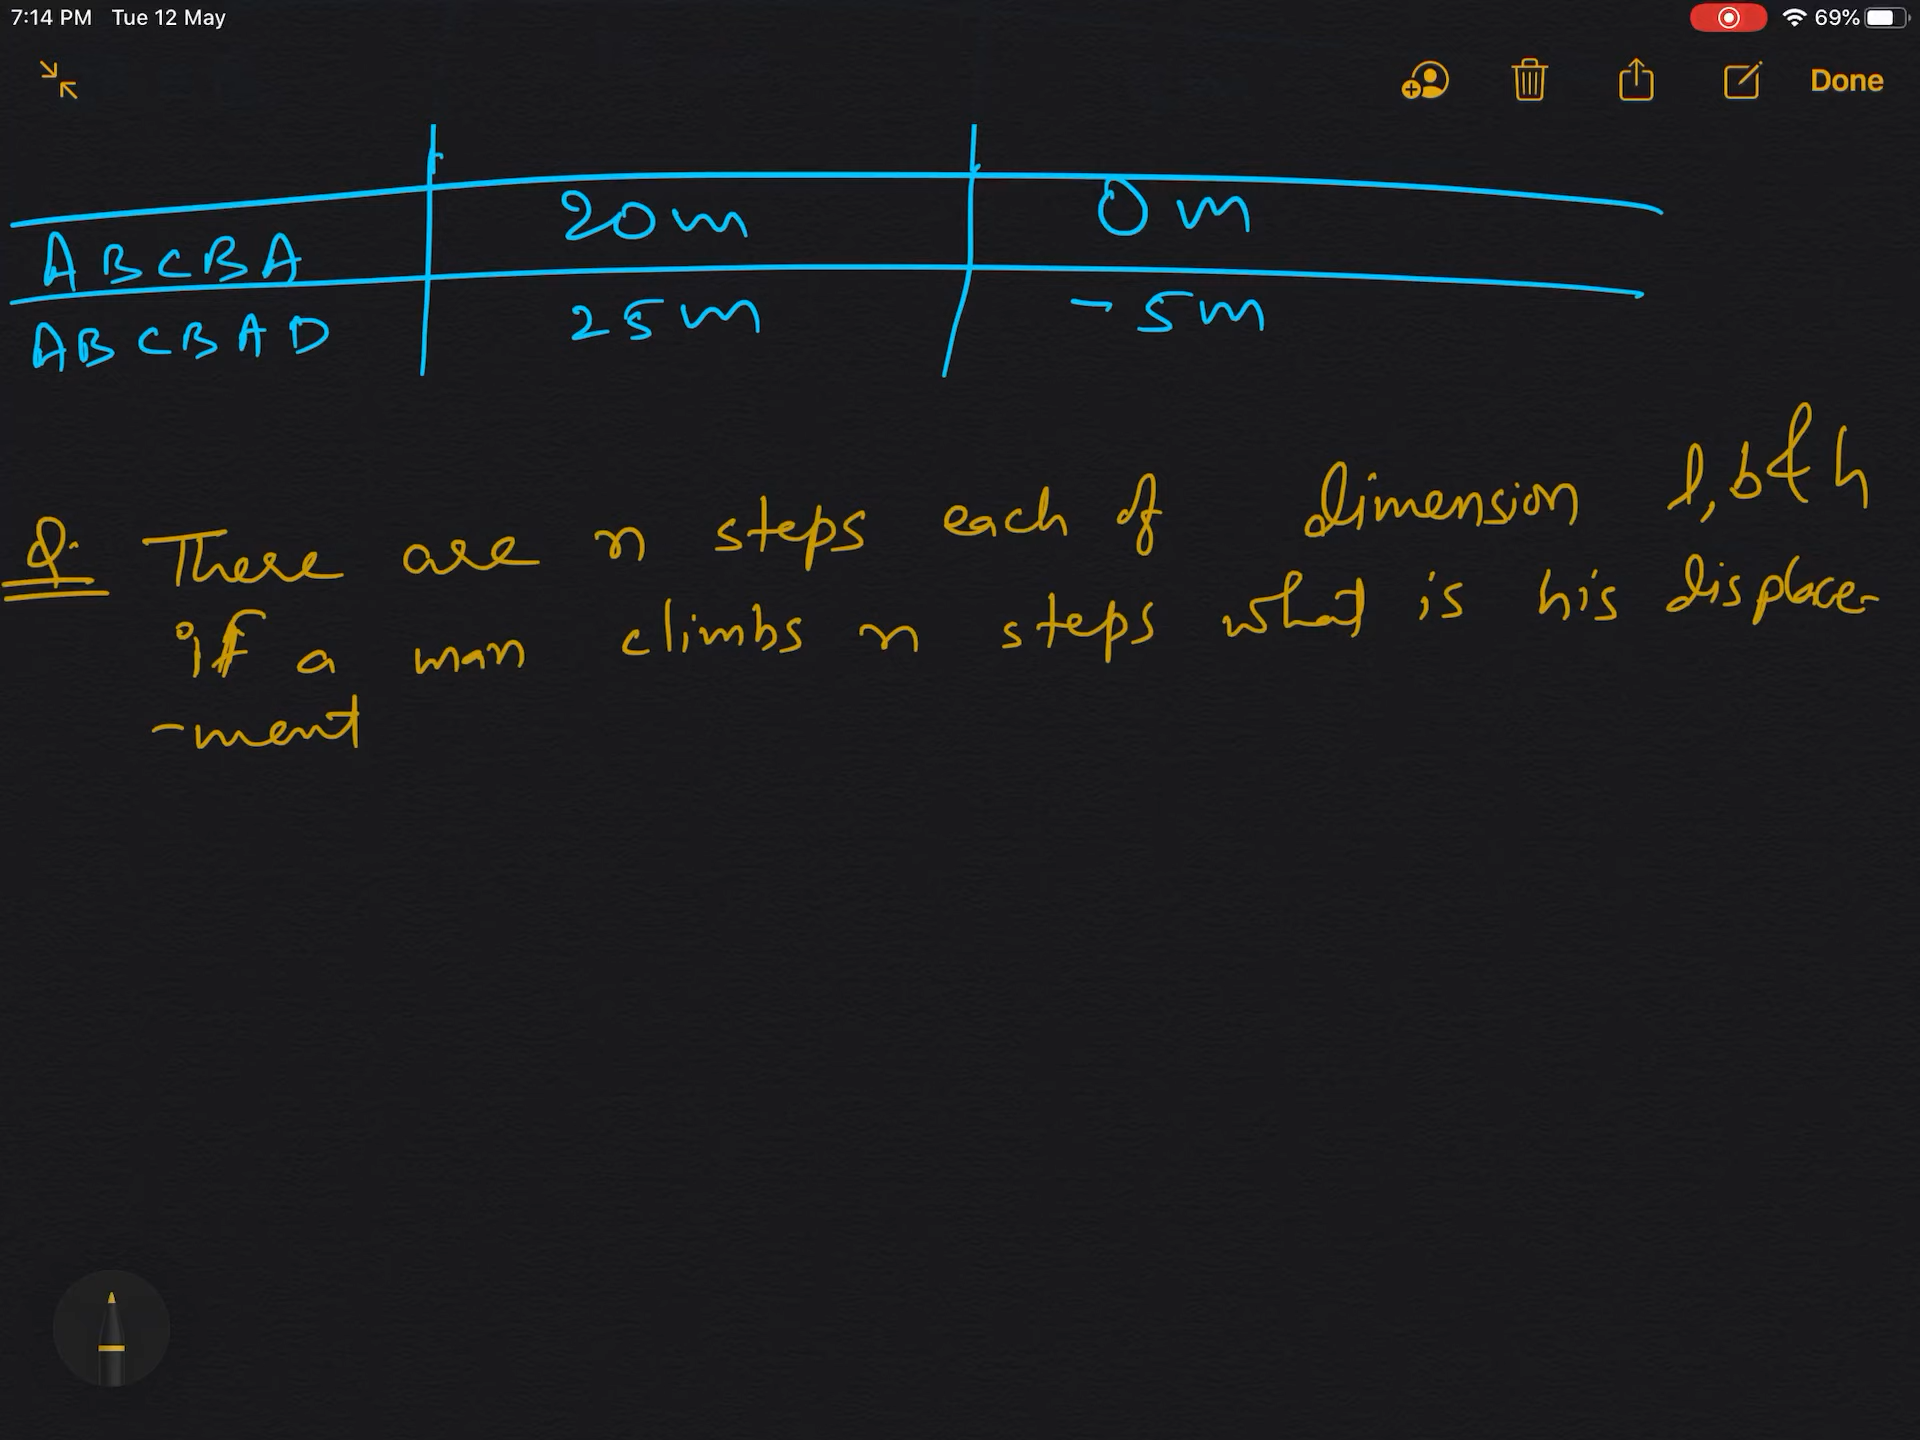 7:14 PM Tue 12 May 69%
Done
ABCBA 20m 0m
ABCBAD 25m -5m
Q. There are n steps each of dimension l, b & h
if a man climbs n steps what is his displace-
-ment